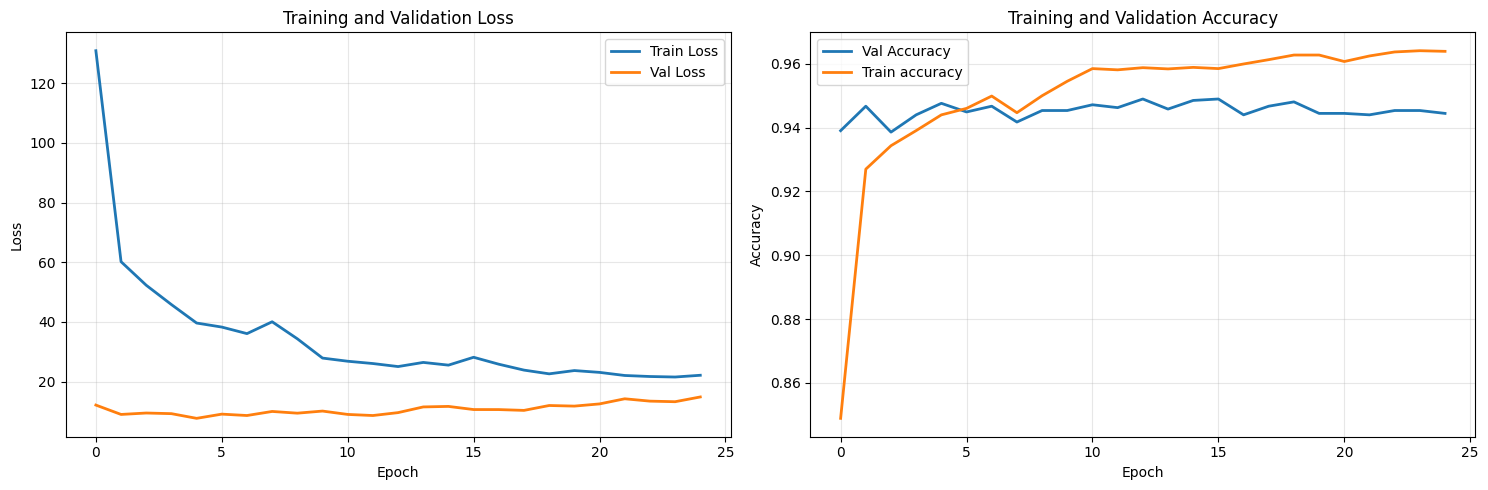 Training and Validation Loss
Train Loss
Val Loss
120
100
80
60
40
20
Loss
0
5
10
15
20
25
Epoch
Training and Validation Accuracy
Val Accuracy
Train accuracy
0.96
0.94
0.92
0.90
0.88
0.86
Accuracy
0
5
10
15
20
25
Epoch